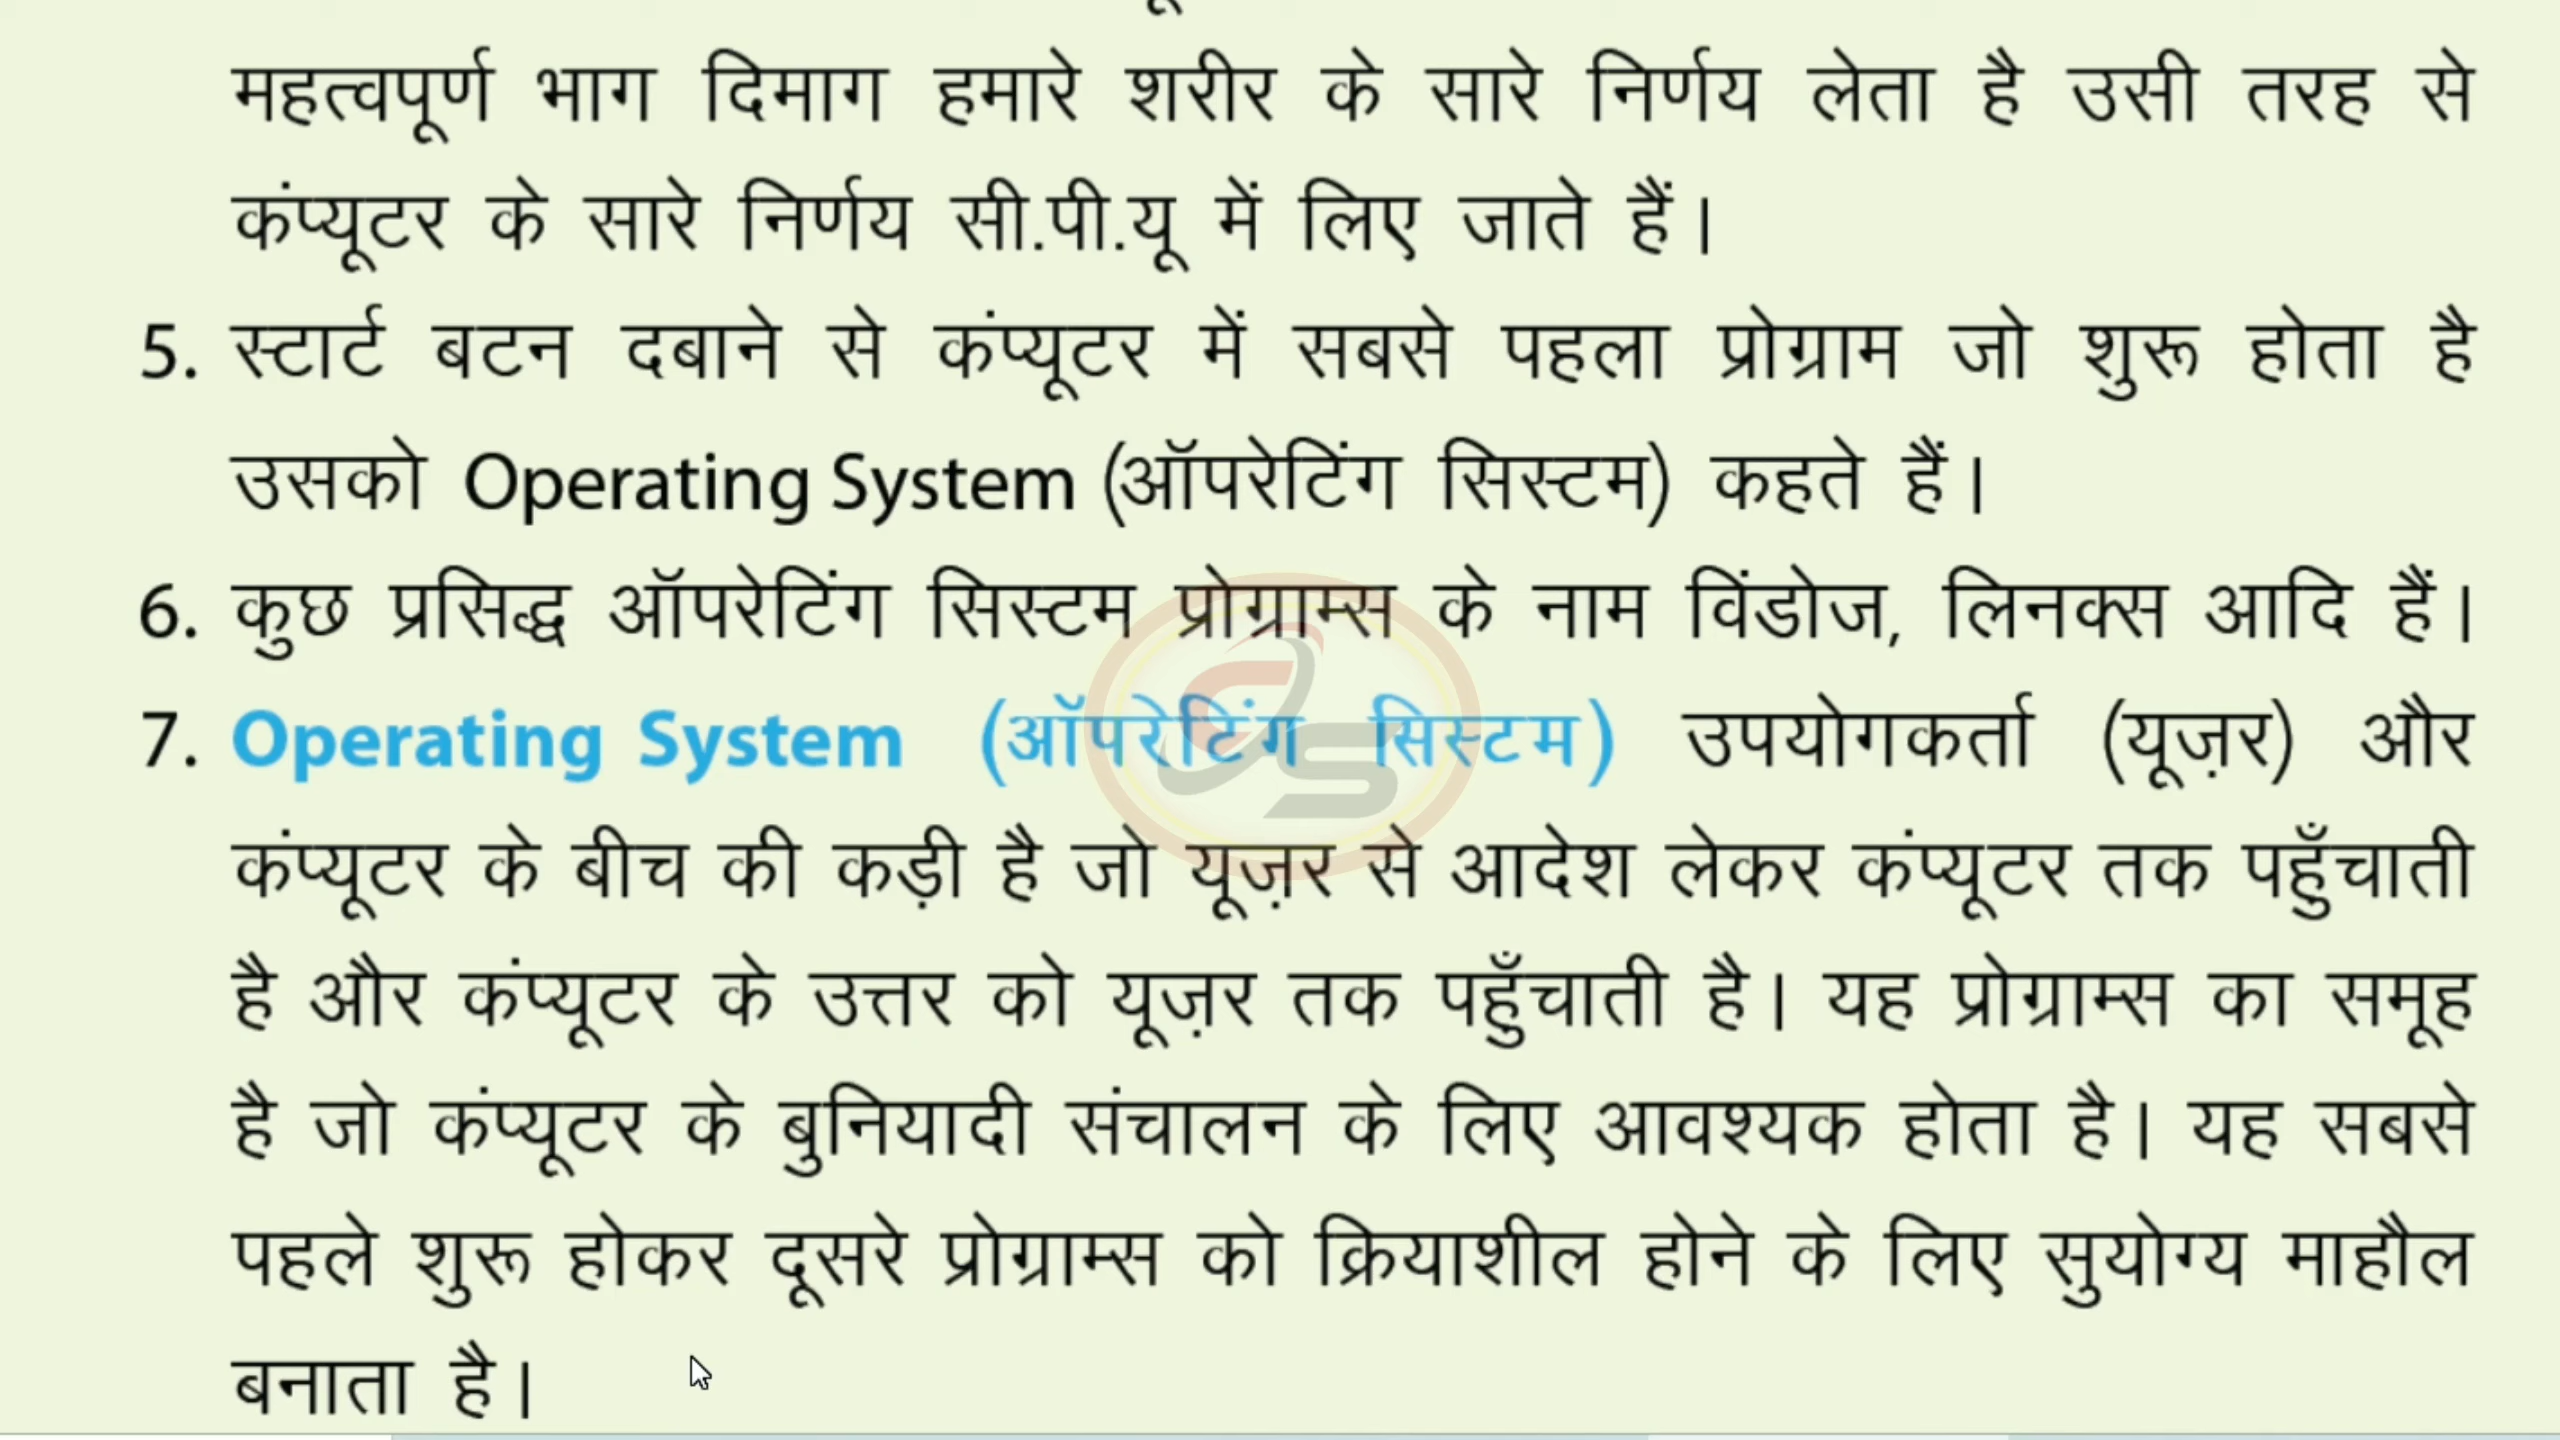 महत्वपूर्ण भाग दिमाग हमारे शरीर के सारे निर्णय लेता है उसी तरह से
कंप्यूटर के सारे निर्णय सी.पी.यू में लिए जाते हैं।
5. स्टार्ट बटन दबाने से कंप्यूटर में सबसे पहला प्रोग्राम जो शुरू होता है
उसको Operating System (ऑपरेटिंग सिस्टम) कहते हैं।
6. कुछ प्रसिद्ध ऑपरेटिंग सिस्टम प्रोग्राम्स के नाम विंडोज, लिनक्स आदि हैं।
7. Operating System (ऑपरेटिंग सिस्टम) उपयोगकर्ता (यूज़र) और
कंप्यूटर के बीच की कड़ी है जो यूज़र से आदेश लेकर कंप्यूटर तक पहुँचाती
है और कंप्यूटर के उत्तर को यूज़र तक पहुँचाती है। यह प्रोग्राम्स का समूह
है जो कंप्यूटर के बुनियादी संचालन के लिए आवश्यक होता है। यह सबसे
पहले शुरू होकर दूसरे प्रोग्राम्स को क्रियाशील होने के लिए सुयोग्य माहौल
बनाता है।